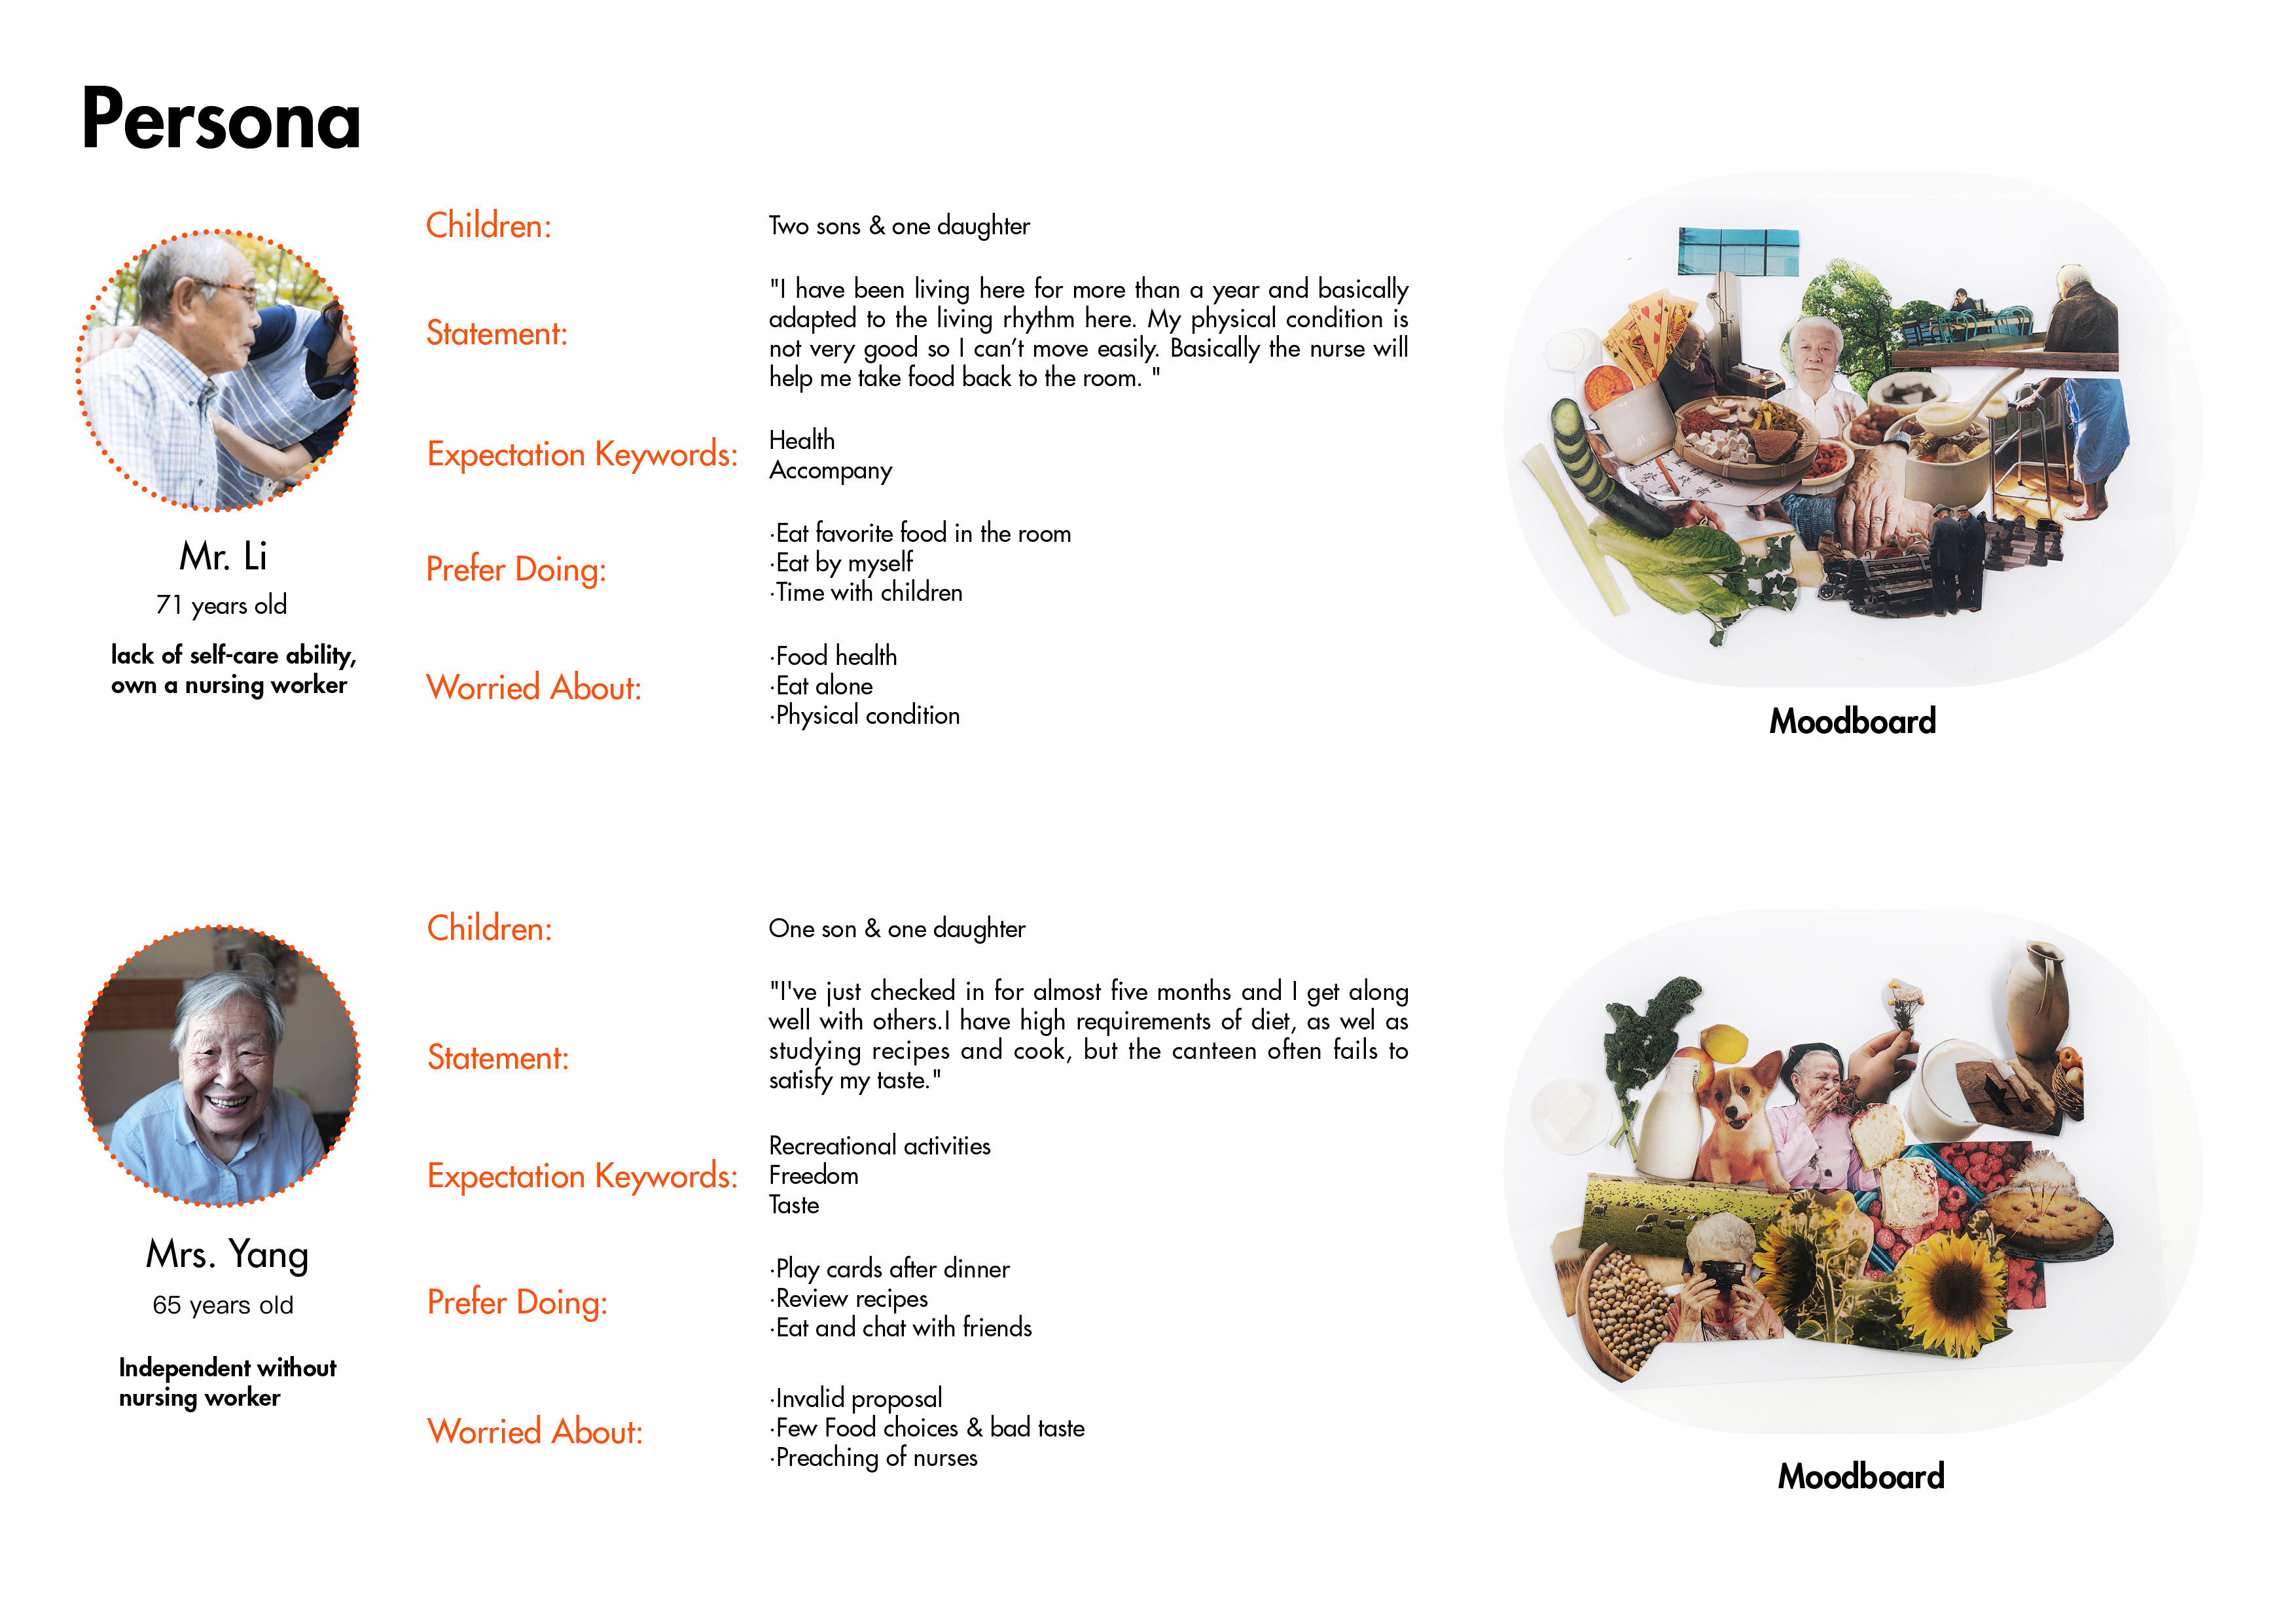 Persona
Mr. Li
71 years old
lack of self-care ability,
own a nursing worker
Children:
Two sons & one daughter
Statement:
"I have been living here for more than a year and basically
adapted to the living rhythm here. My physical condition is
not very good so I can’t move easily. Basically the nurse will
help me take food back to the room. "
Expectation Keywords:
Health
Accompany
Prefer Doing:
·Eat favorite food in the room
·Eat by myself
·Time with children
Worried About:
·Food health
·Eat alone
·Physical condition
Moodboard
Mrs. Yang
65 years old
Independent without
nursing worker
Children:
One son & one daughter
Statement:
"I've just checked in for almost five months and I get along
well with others.I have high requirements of diet, as wel as
studying recipes and cook, but the canteen often fails to
satisfy my taste."
Expectation Keywords:
Recreational activities
Freedom
Taste
Prefer Doing:
·Play cards after dinner
·Review recipes
·Eat and chat with friends
Worried About:
·Invalid proposal
·Few Food choices & bad taste
·Preaching of nurses
Moodboard